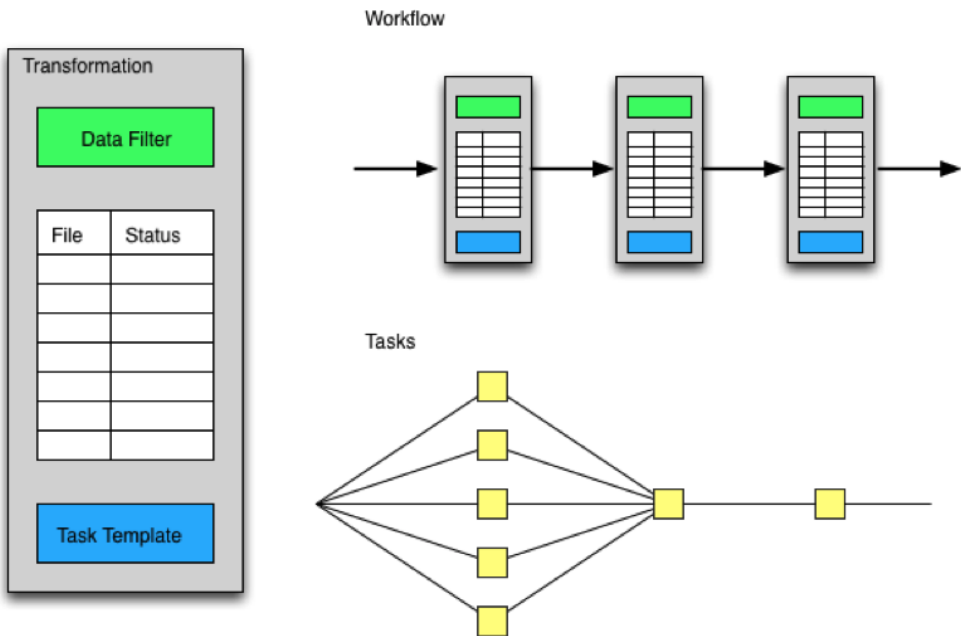 Workflow
Transformation
Data Filter
File Status
Task Template
Tasks